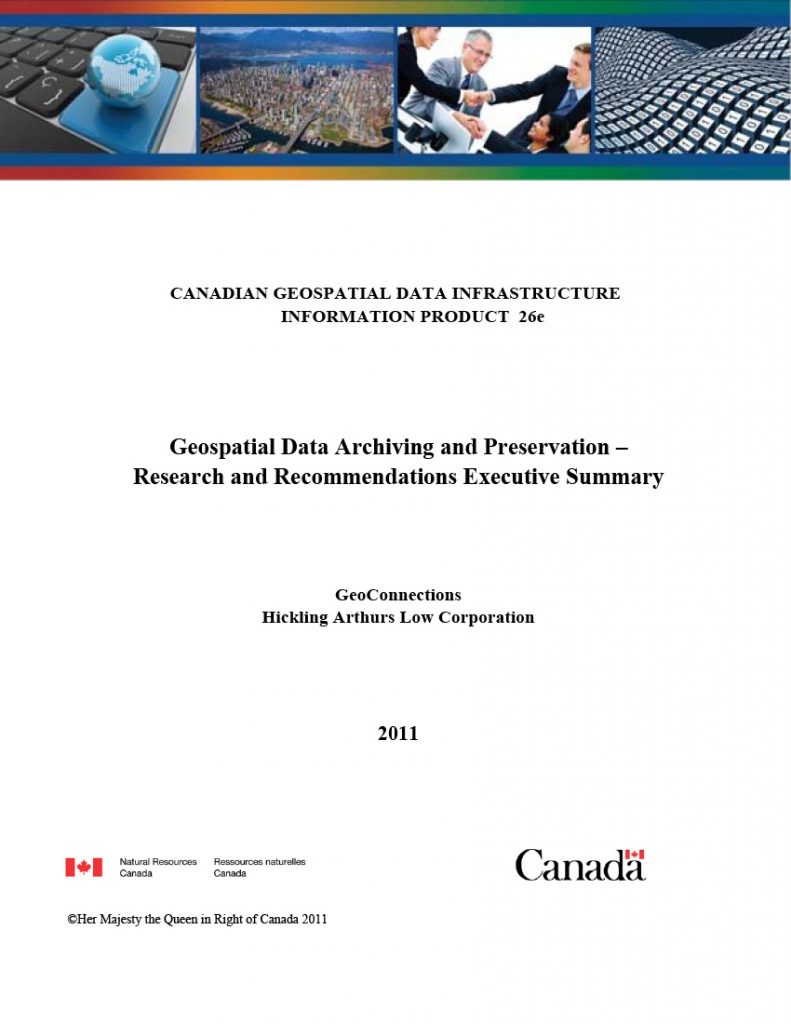 CANADIAN GEOSPATIAL DATA INFRASTRUCTURE
INFORMATION PRODUCT 26e
Geospatial Data Archiving and Preservation –
Research and Recommendations Executive Summary
GeoConnections
Hickling Arthurs Low Corporation
2011
Natural Resources Canada
Ressources naturelles Canada
Canada
©Her Majesty the Queen in Right of Canada 2011